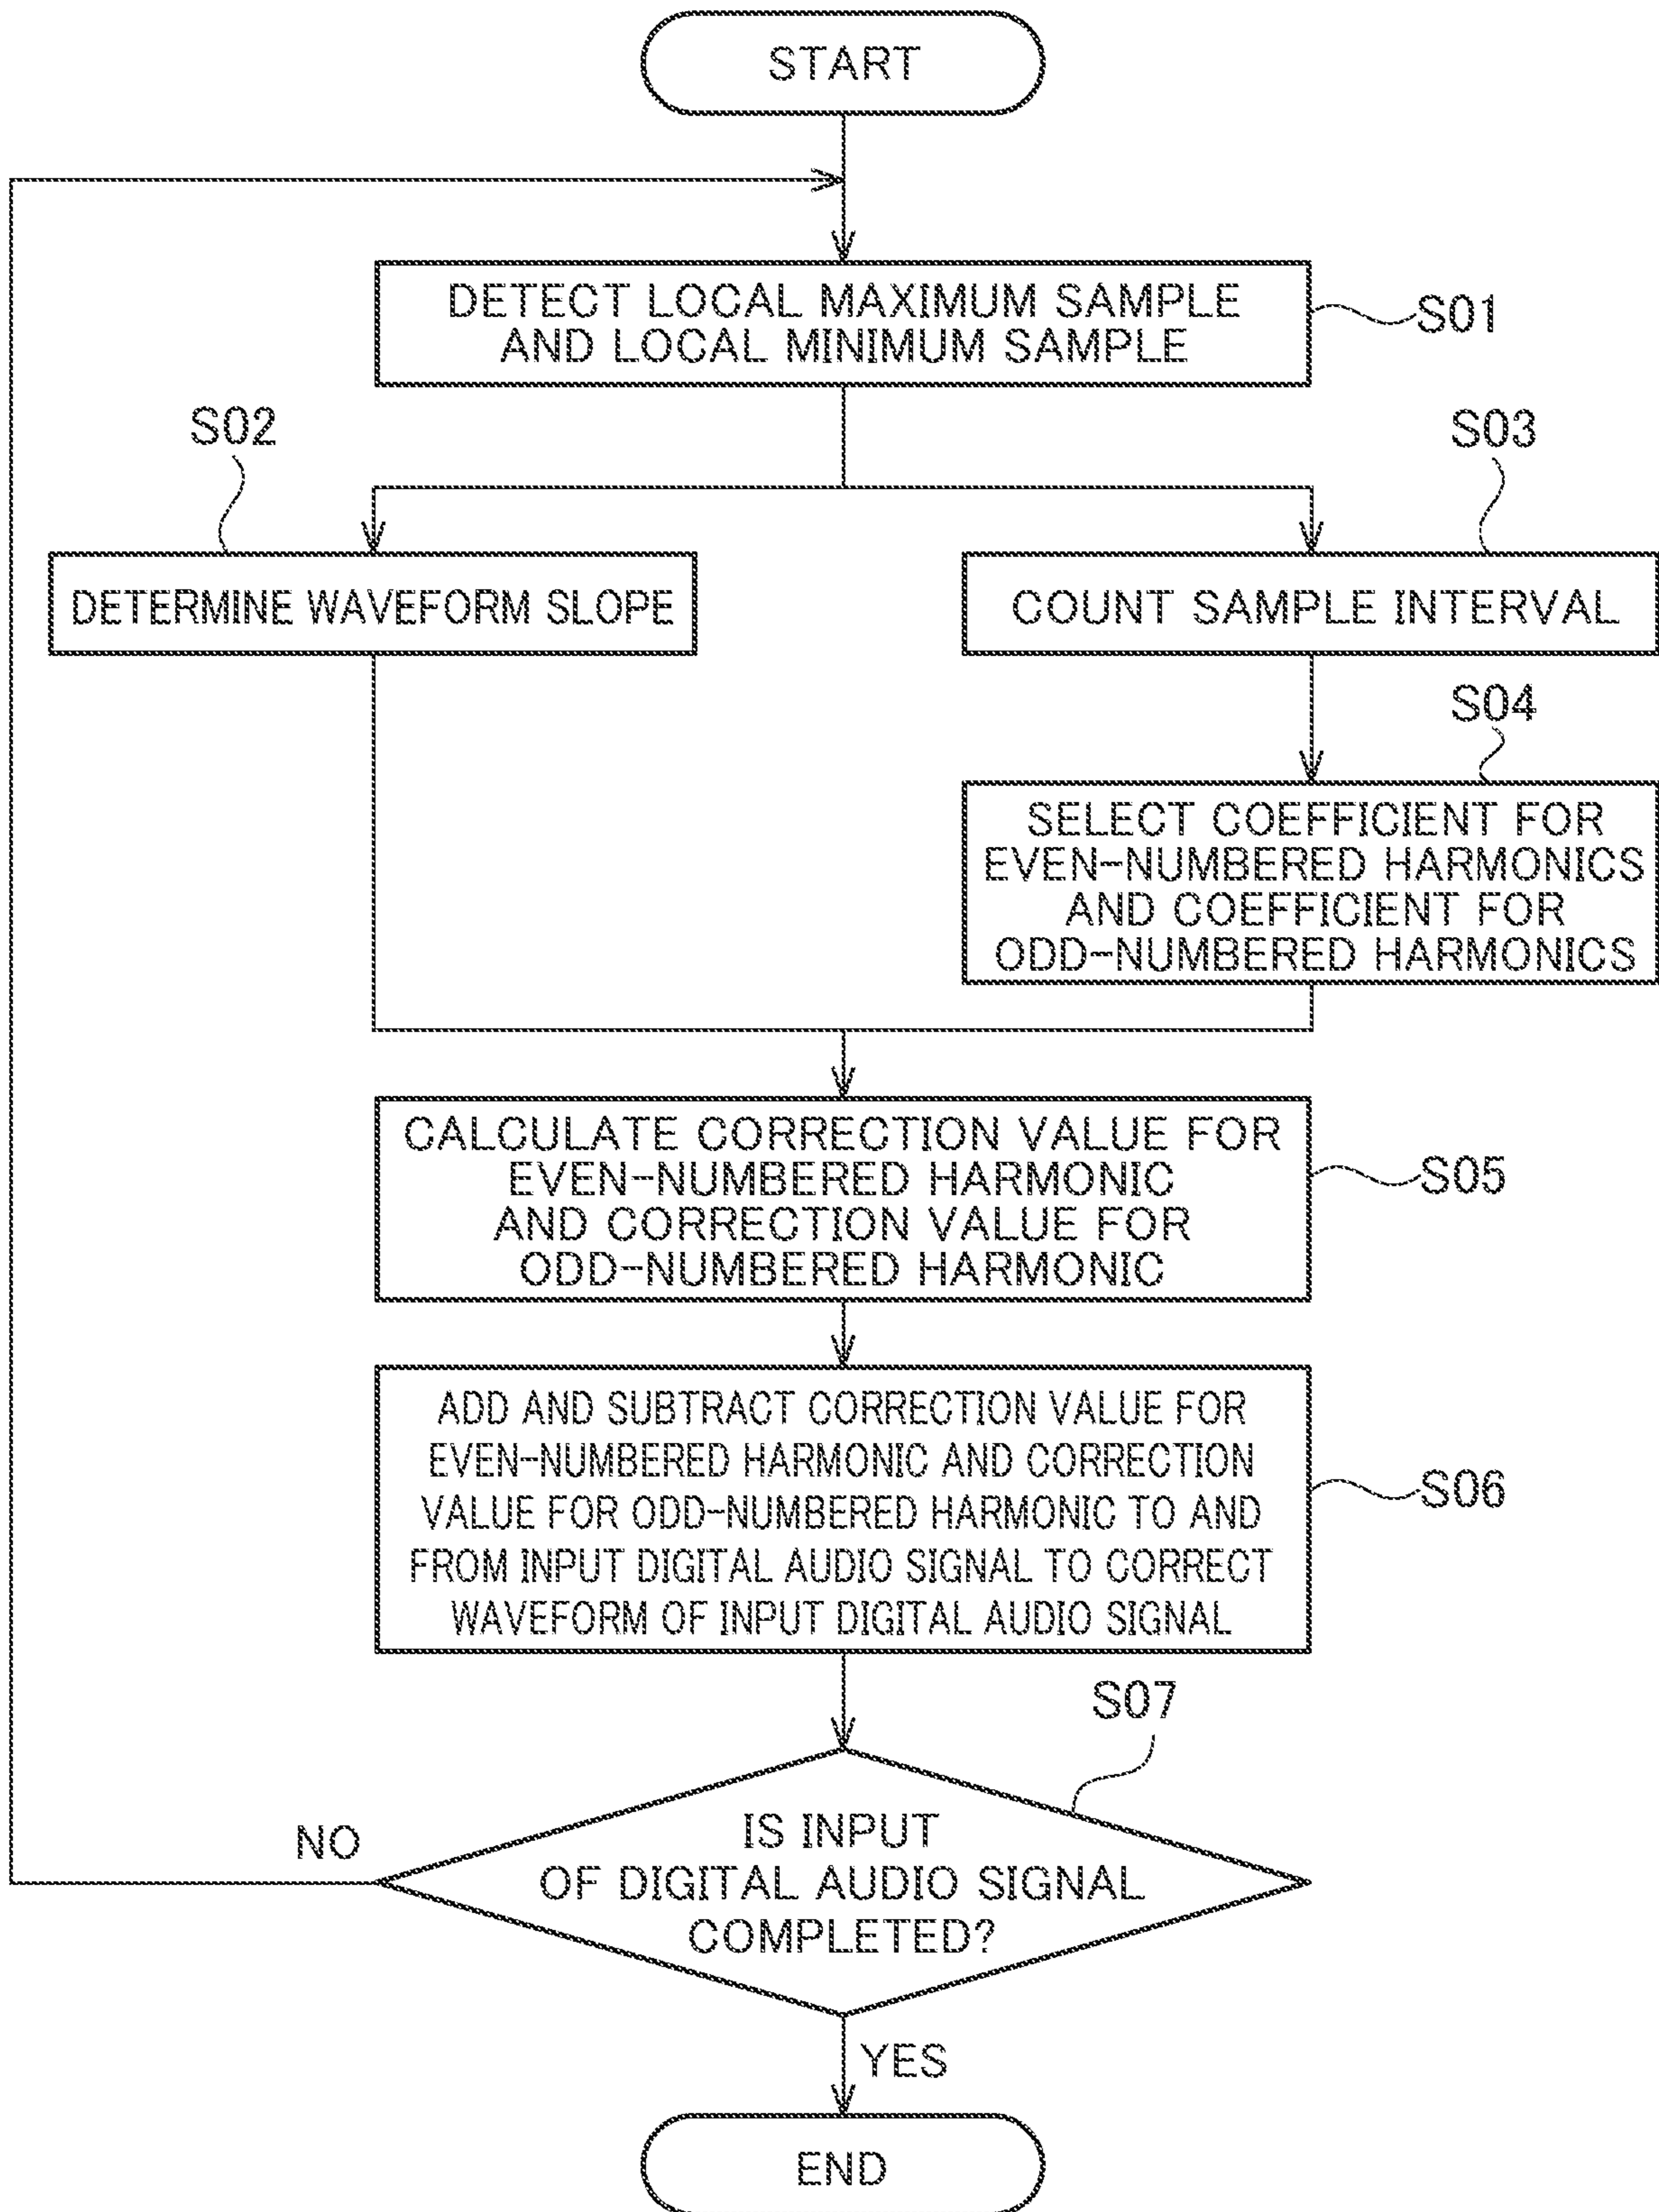 START
DETECT LOCAL MAXIMUM SAMPLE
AND LOCAL MINIMUM SAMPLE
S01
S02
DETERMINE WAVEFORM SLOPE
S03
COUNT SAMPLE INTERVAL
S04
SELECT COEFFICIENT FOR
EVEN-NUMBERED HARMONICS
AND COEFFICIENT FOR
ODD-NUMBERED HARMONICS
CALCULATE CORRECTION VALUE FOR
EVEN-NUMBERED HARMONIC
AND CORRECTION VALUE FOR
ODD-NUMBERED HARMONIC
S05
ADD AND SUBTRACT CORRECTION VALUE FOR
EVEN-NUMBERED HARMONIC AND CORRECTION
VALUE FOR ODD-NUMBERED HARMONIC TO AND
FROM INPUT DIGITAL AUDIO SIGNAL TO CORRECT
WAVEFORM OF INPUT DIGITAL AUDIO SIGNAL
S06
S07
IS INPUT
OF DIGITAL AUDIO SIGNAL
COMPLETED?
NO
YES
END